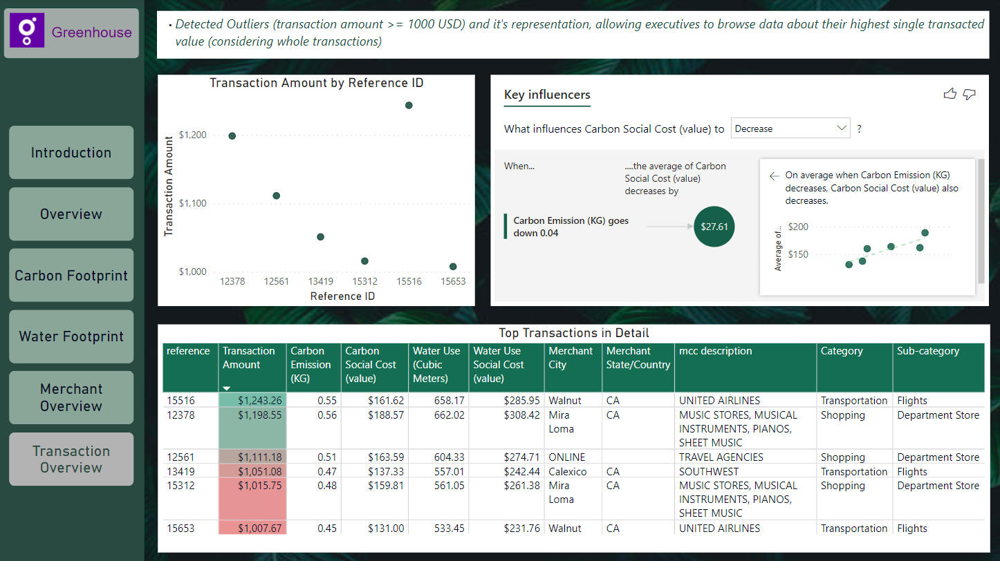 Greenhouse
Introduction
Overview
Carbon Footprint
Water Footprint
Merchant
Overview
Transaction
Overview
• Detected Outliers (transaction amount >= 1000 USD) and it's representation, allowing executives to browse data about their highest single transacted
value (considering whole transactions)
Transaction Amount by Reference ID
Transaction Amount
$1,200
$1,100
$1,000
12378 12561 13419 15312 15516 15653
Reference ID
Key influencers
What influences Carbon Social Cost (value) to Decrease ?
When...
....the average of Carbon
Social Cost (value)
decreases by
Carbon Emission (KG) goes
down 0.04
$27.61
On average when Carbon Emission (KG)
decreases, Carbon Social Cost (value) also
decreases.
Average of...
$200
$150
Top Transactions in Detail
reference Transaction Carbon Carbon Water Use Water Use Merchant Merchant mcc description Category Sub-category
Amount Emission Social Cost (Cubic Social Cost City State/Country
(KG) (value) Meters) (value)
15516 $1,243.26 0.55 $161.62 658.17 $285.95 Walnut CA UNITED AIRLINES Transportation Flights
12378 $1,198.55 0.56 $188.57 662.02 $308.42 Mira CA MUSIC STORES, MUSICAL Shopping Department Store
Loma INSTRUMENTS, PIANOS,
SHEET MUSIC
12561 $1,111.18 0.51 $163.59 604.33 $274.71 ONLINE TRAVEL AGENCIES Shopping Department Store
13419 $1,051.08 0.47 $137.33 557.01 $242.44 Calexico CA SOUTHWEST Transportation Flights
15312 $1,015.75 0.48 $159.81 561.05 $261.38 Mira CA MUSIC STORES, MUSICAL Shopping Department Store
Loma INSTRUMENTS, PIANOS,
SHEET MUSIC
15653 $1,007.67 0.45 $131.00 533.45 $231.76 Walnut CA UNITED AIRLINES Transportation Flights